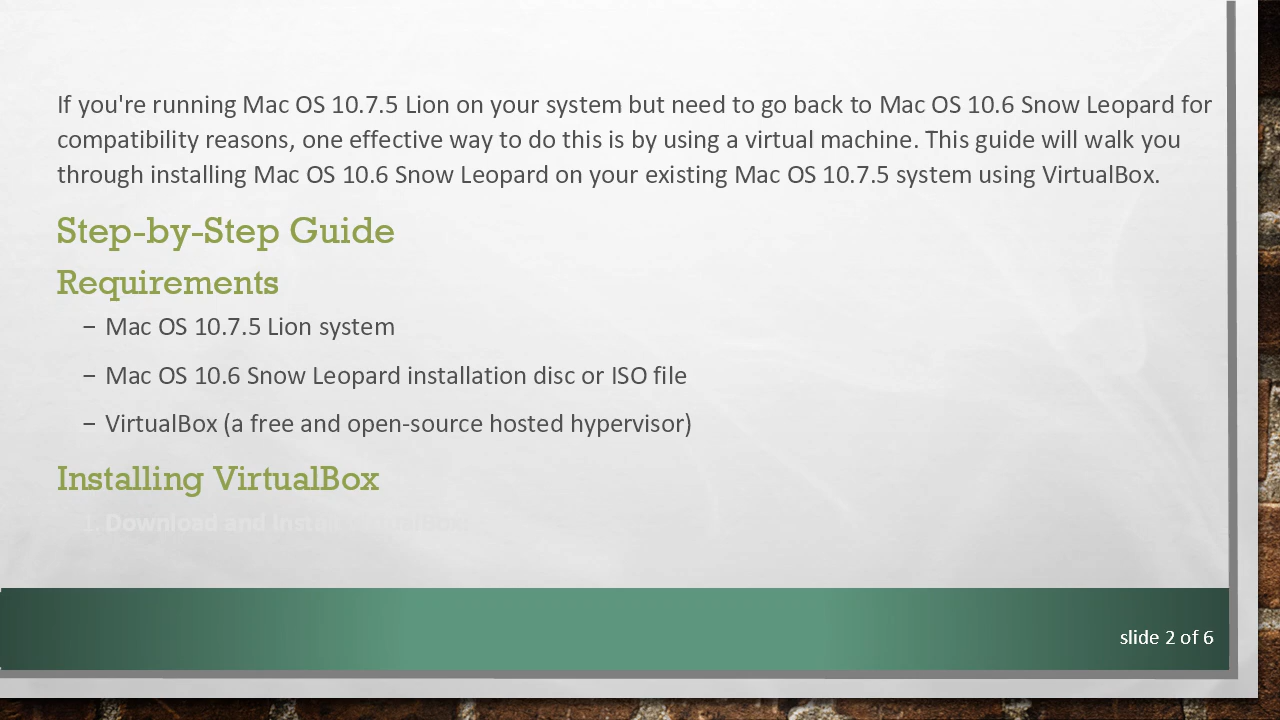 If you're running Mac OS 10.7.5 Lion on your system but need to go back to Mac OS 10.6 Snow Leopard for
compatibility reasons, one effective way to do this is by using a virtual machine. This guide will walk you
through installing Mac OS 10.6 Snow Leopard on your existing Mac OS 10.7.5 system using VirtualBox.
Step-by-Step Guide
Requirements
– Mac OS 10.7.5 Lion system
– Mac OS 10.6 Snow Leopard installation disc or ISO file
– VirtualBox (a free and open-source hosted hypervisor)
Installing VirtualBox
1. Download and Install VirtualBox:
slide 2 of 6